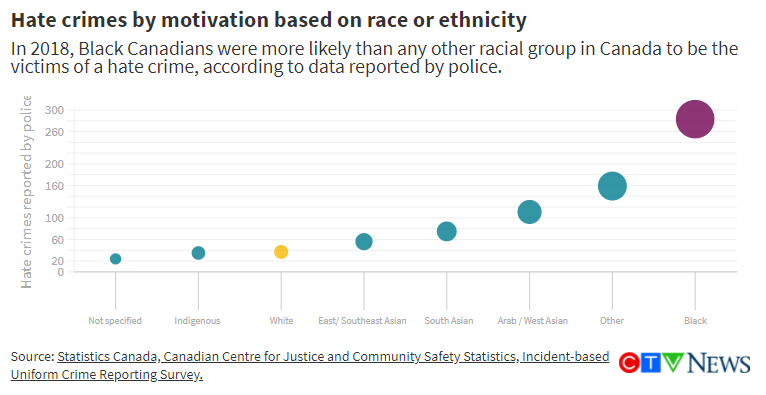 Hate crimes by motivation based on race or ethnicity
In 2018, Black Canadians were more likely than any other racial group in Canada to be the
victims of a hate crime, according to data reported by police.
Hate crimes reported by police
300
260
200
160
100
60
20
0
Not specified
Indigenous
White
East/ Southeast Asian
South Asian
Arab / West Asian
Other
Black
Source: Statistics Canada, Canadian Centre for Justice and Community Safety Statistics, Incident-based
Uniform Crime Reporting Survey.
CTV NEWS